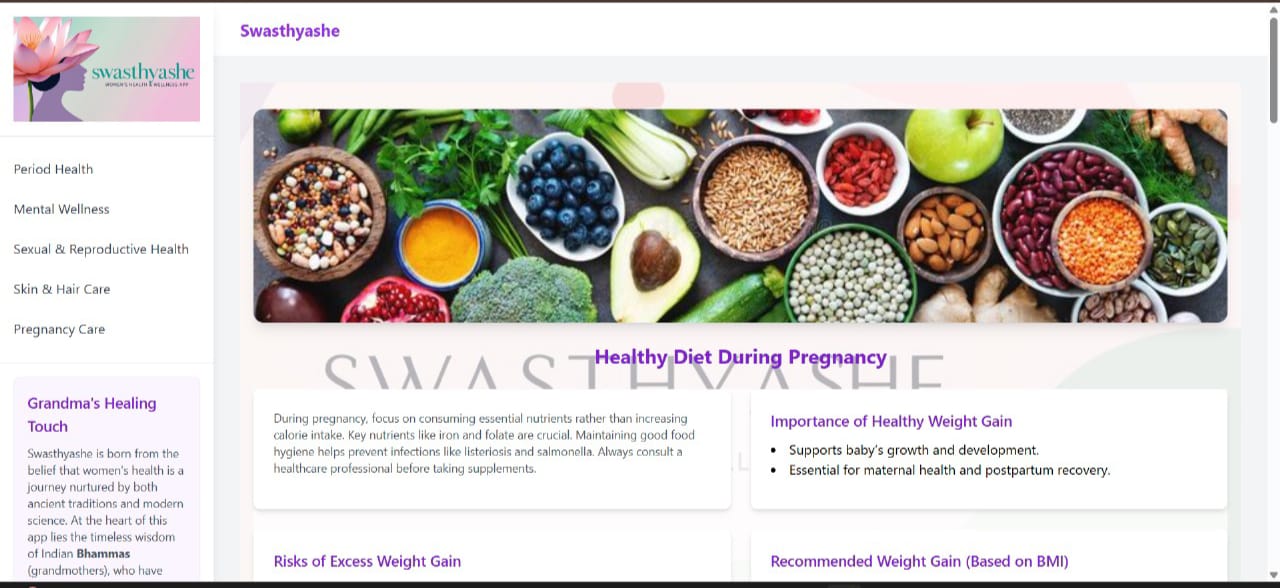 swasthyashe
WOMEN'S HEALTH & WELLNESS APP
Swasthyashe
Period Health
Mental Wellness
Sexual & Reproductive Health
Skin & Hair Care
Pregnancy Care
Grandma's Healing
Touch
Swasthyashe is born from the
belief that women's health is a
journey nurtured by both
ancient traditions and modern
science. At the heart of this
app lies the timeless wisdom
of Indian Bhammas
(grandmothers), who have
SWASTHYASHE
Healthy Diet During Pregnancy
During pregnancy, focus on consuming essential nutrients rather than increasing
calorie intake. Key nutrients like iron and folate are crucial. Maintaining good food
hygiene helps prevent infections like listeriosis and salmonella. Always consult a
healthcare professional before taking supplements.
Importance of Healthy Weight Gain
• Supports baby's growth and development.
• Essential for maternal health and postpartum recovery.
Risks of Excess Weight Gain
Recommended Weight Gain (Based on BMI)